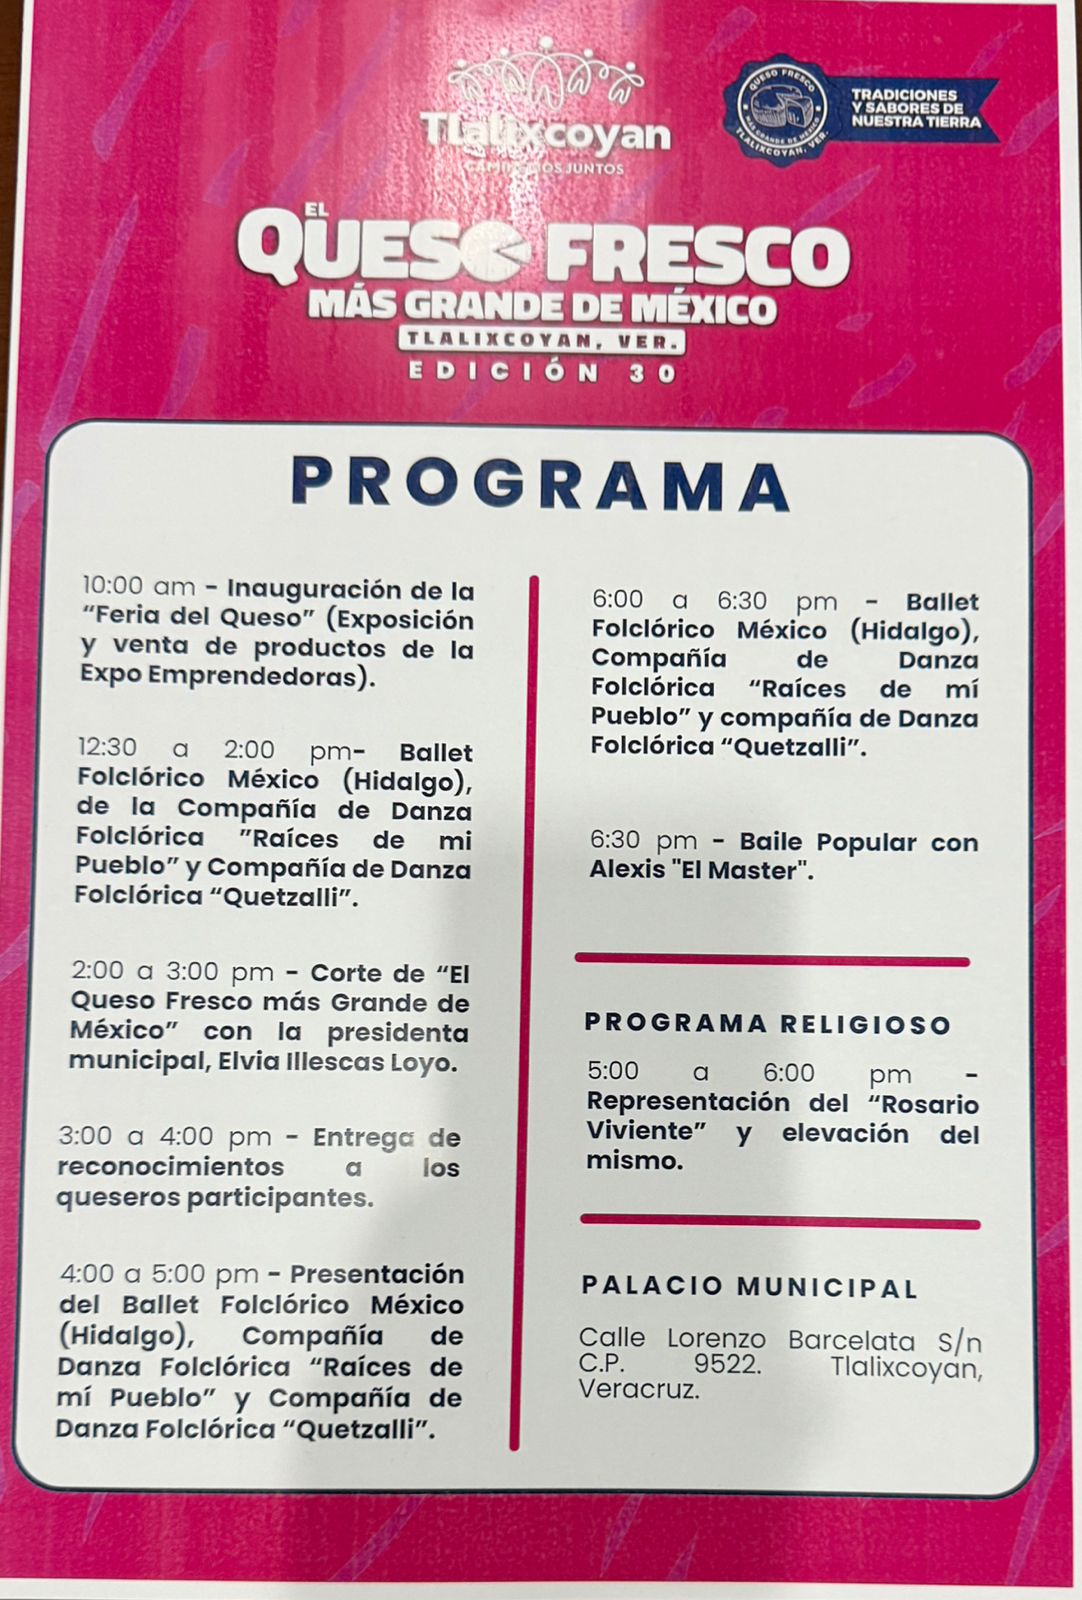 Tlalixcoyan
CAMINEMOS JUNTOS
QUESO FRESCO
MÁS GRANDE DE MÉXICO
TLALIXCOYAN, VER.
TRADICIONES
Y SABORES DE
NUESTRA TIERRA
EL
QUESO FRESCO
MÁS GRANDE DE MÉXICO
TLALIXCOYAN, VER.
EDICIÓN 30
PROGRAMA
10:00 am - Inauguración de la
“Feria del Queso” (Exposición
y venta de productos de la
Expo Emprendedoras).
12:30 a 2:00 pm- Ballet
Folclórico México (Hidalgo),
de la Compañía de Danza
Folclórica ”Raíces de mi
Pueblo” y Compañía de Danza
Folclórica “Quetzalli”.
2:00 a 3:00 pm - Corte de “El
Queso Fresco más Grande de
México” con la presidenta
municipal, Elvia Illescas Loyo.
3:00 a 4:00 pm - Entrega de
reconocimientos a los
queseros participantes.
4:00 a 5:00 pm - Presentación
del Ballet Folclórico México
(Hidalgo), Compañía de
Danza Folclórica “Raíces de
mí Pueblo” y Compañía de
Danza Folclórica “Quetzalli”.
6:00 a 6:30 pm - Ballet
Folclórico México (Hidalgo),
Compañía de Danza
Folclórica “Raíces de mí
Pueblo” y compañía de Danza
Folclórica “Quetzalli”.
6:30 pm - Baile Popular con
Alexis "El Master".
PROGRAMA RELIGIOSO
5:00 a 6:00 pm -
Representación del “Rosario
Viviente” y elevación del
mismo.
PALACIO MUNICIPAL
Calle Lorenzo Barcelata S/n
C.P. 9522. Tlalixcoyan,
Veracruz.